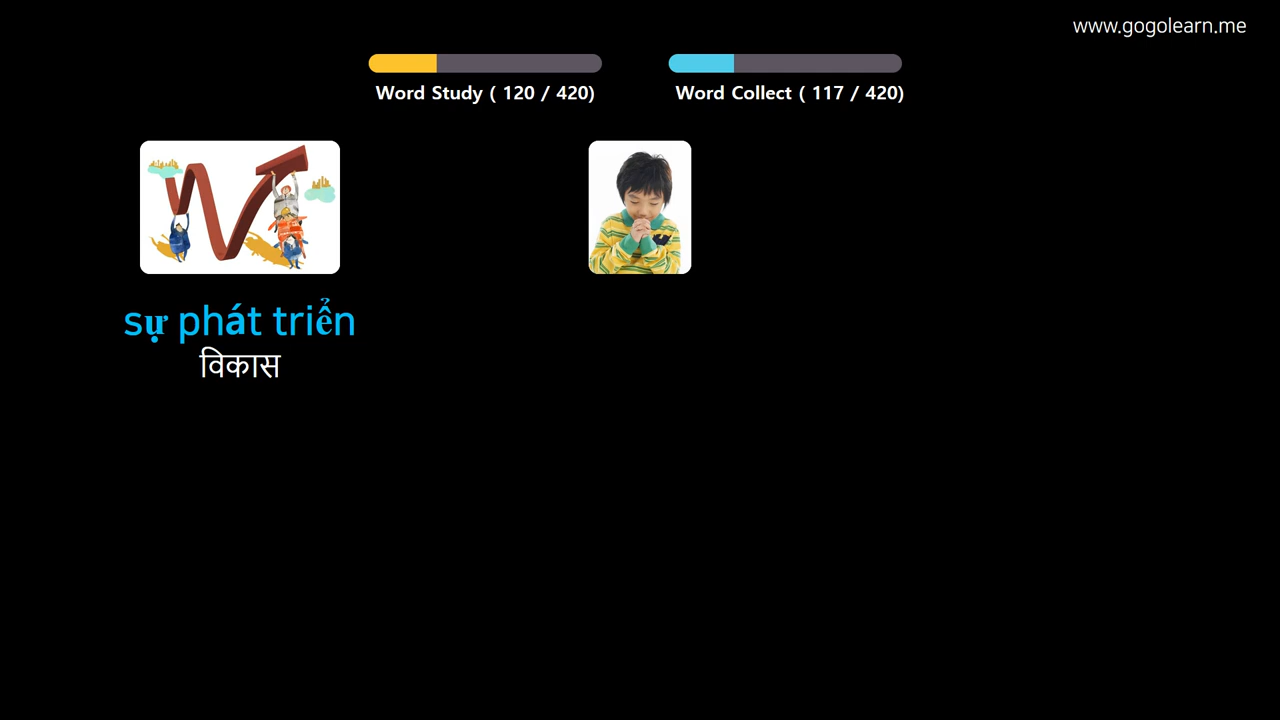 www.gogolearn.me
Word Study ( 120 / 420)
Word Collect ( 117 / 420)
sự phát triển
विकास